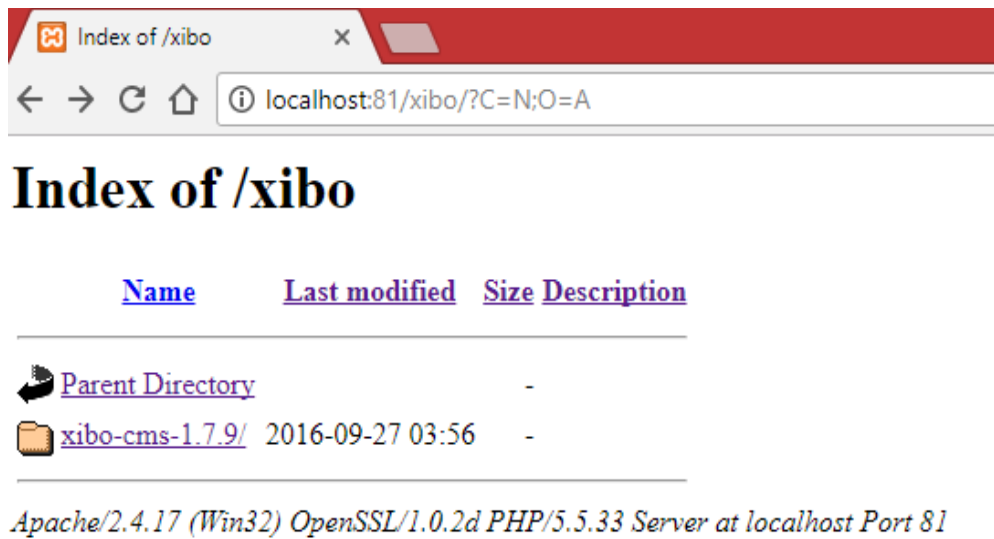 Index of /xibo
localhost:81/xibo/?C=N;O=A
Index of /xibo
Name Last modified Size Description
Parent Directory -
xibo-cms-1.7.9/ 2016-09-27 03:56 -
Apache/2.4.17 (Win32) OpenSSL/1.0.2d PHP/5.5.33 Server at localhost Port 81